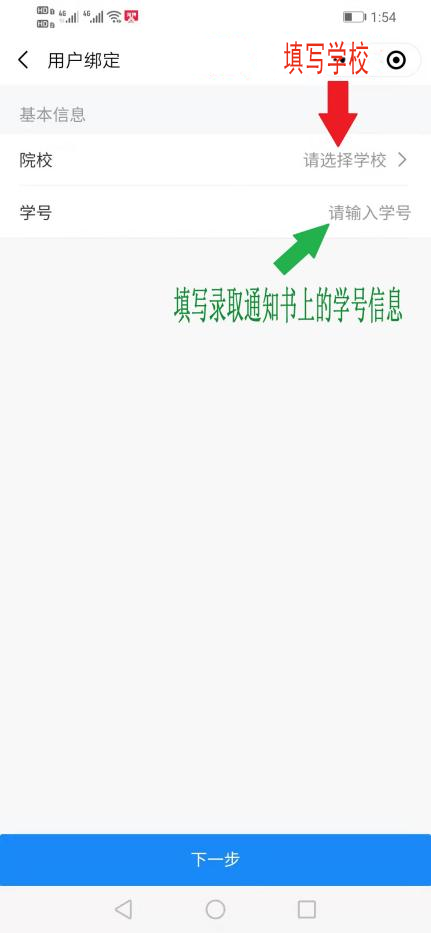 1:54
用户绑定
填写学校
基本信息
院校 请选择学校
学号 请输入学号
填写录取通知书上的学号信息
下一步